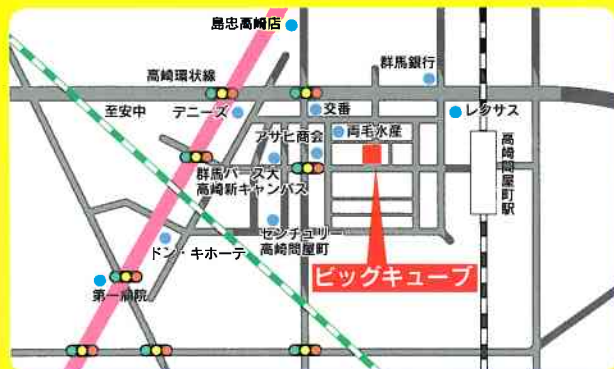 島忠高崎店
群馬銀行
高崎環状線
至安中
デニーズ
交番
レクサス
アサヒ商会
両毛氷産
高崎問屋町駅
群馬パース大
高崎新キャンパス
センチュリー
高崎問屋町
ドン・キホーテ
ビッグキューブ
第一病院